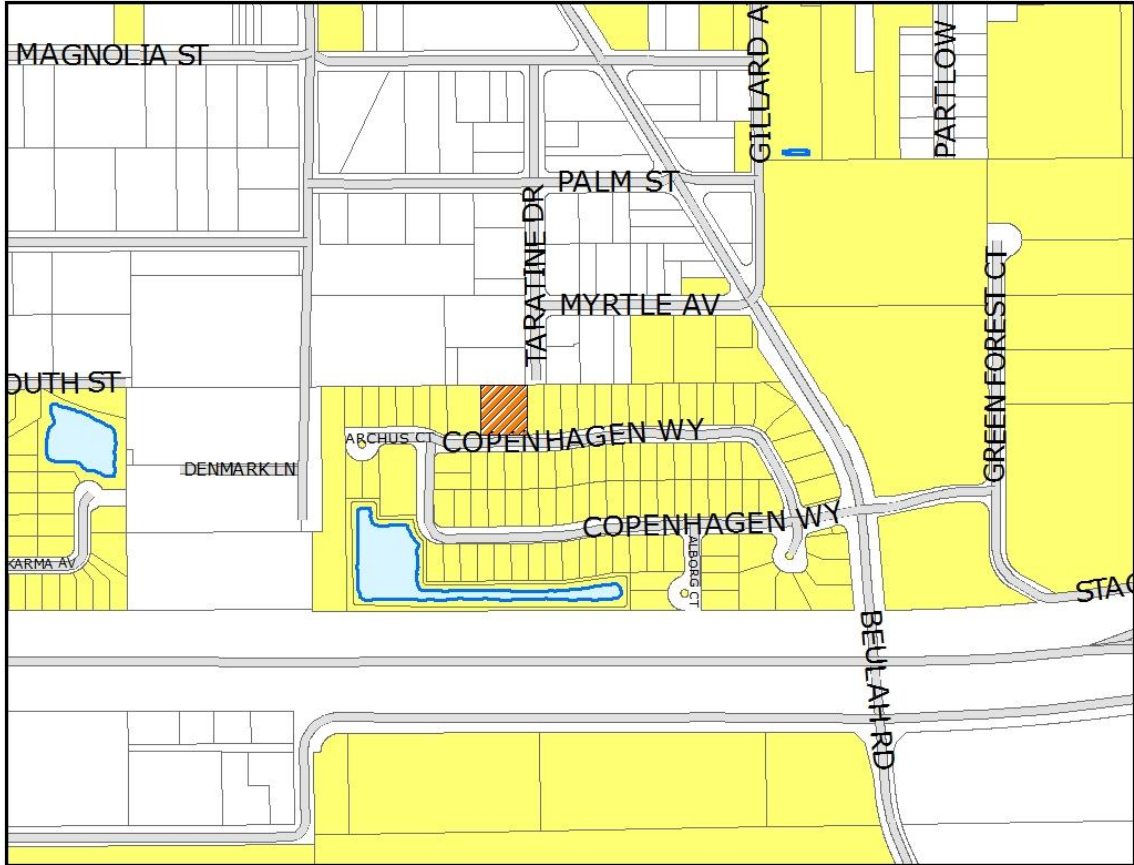 MAGNOLIA ST
GILLARD A
PARTLOW
PALM ST
TARATINE DR
MYRTLE AV
GREEN FOREST CT
OUTH ST
ARCHUS CT
COPENHAGEN WY
DENMARK LN
COPENHAGEN WY
ALBORG CT
KARMA AV
STAG
BEULAH RD